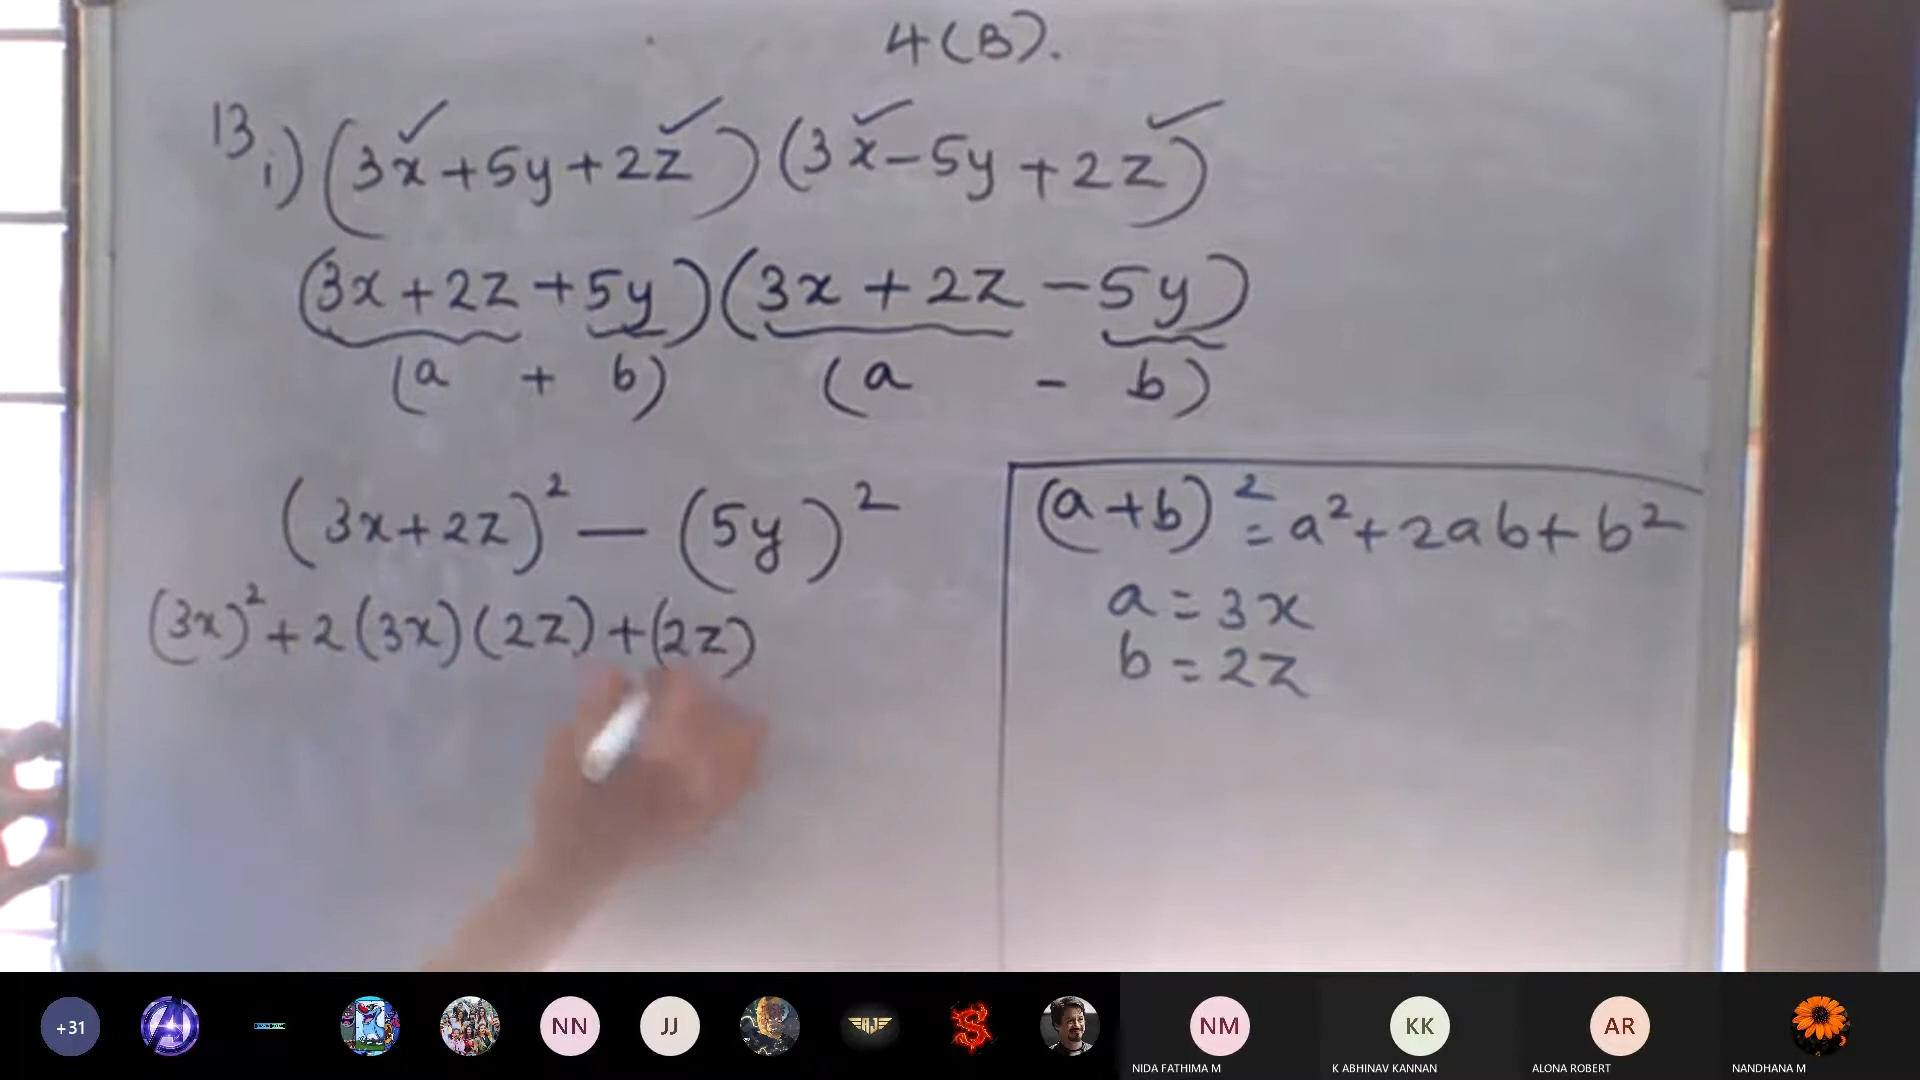 4(B).
13 i) (3x+5y+2z) (3x-5y+2z)
(3x+2z+5y)(3x+2z-5y)
(a + b) (a - b)
(3x+2z)² - (5y)²
(3x)²+2(3x)(2z)+(2z)
(a+b)²=a²+2ab+b²
a=3x
b=2z
+31
NN
JJ
AJF
S
NM
KK
AR
NIDA FATHIMA M
K ABHINAV KANNAN
ALONA ROBERT
NANDHANA M